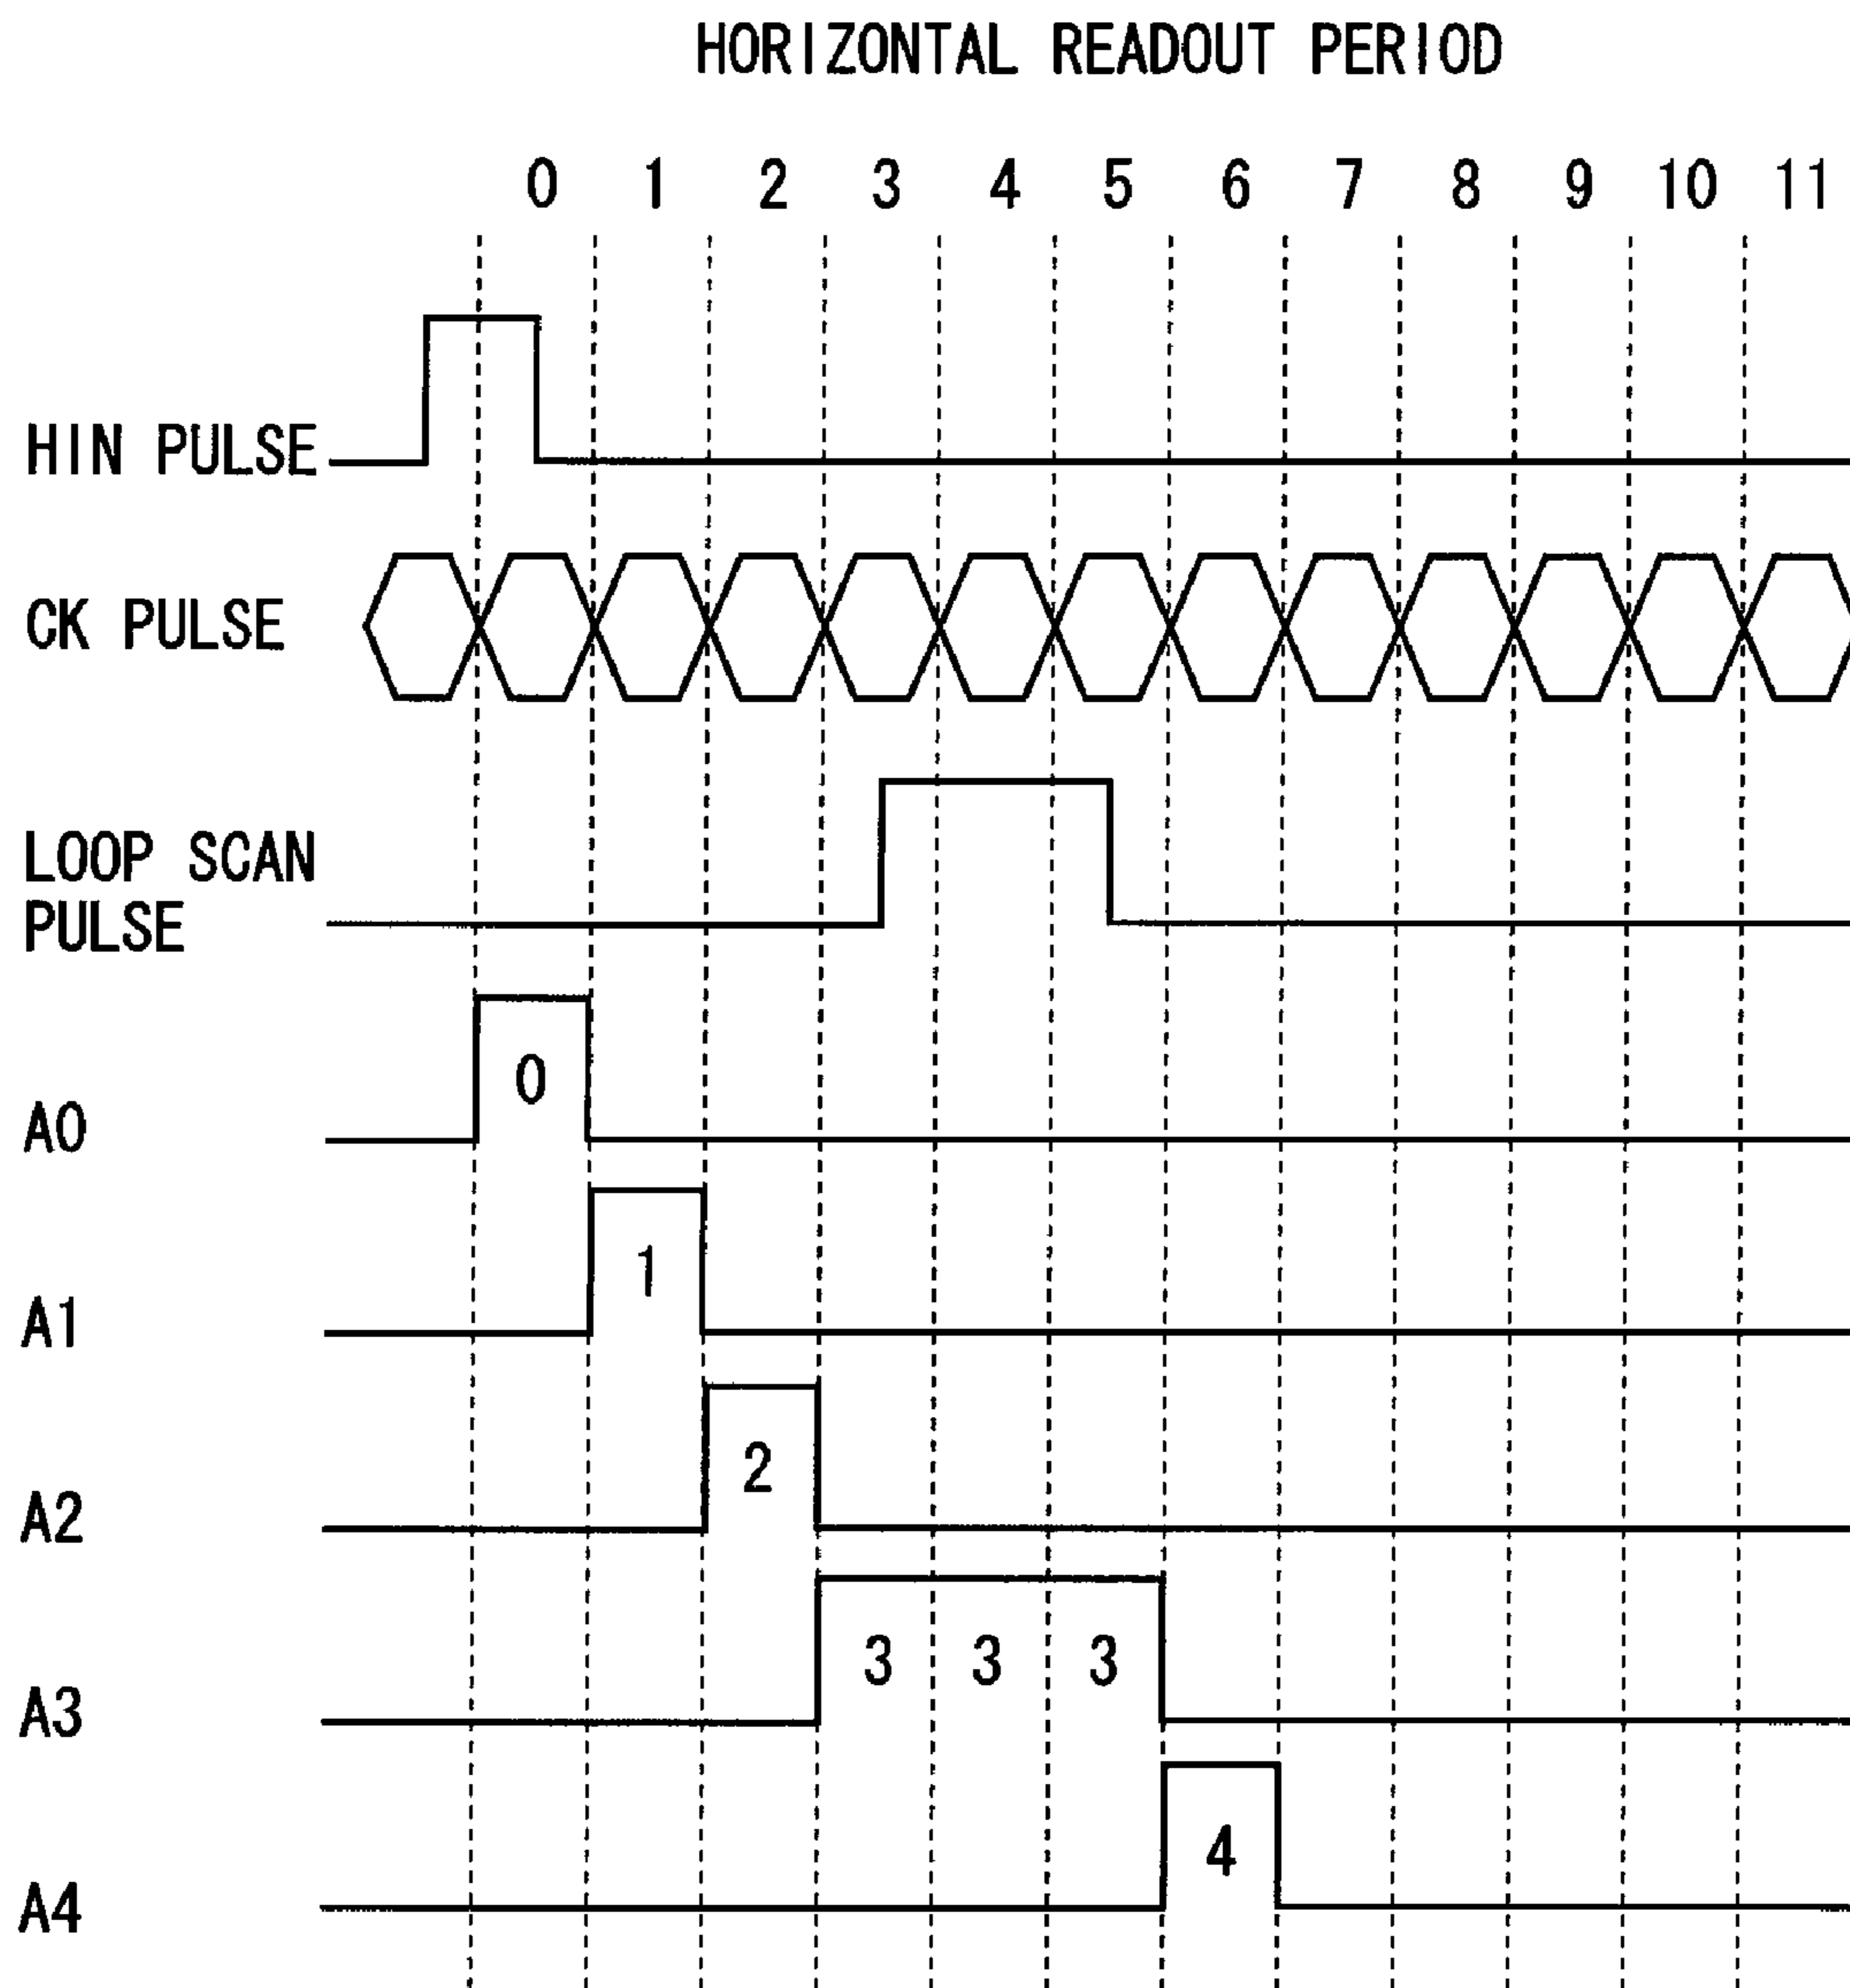 HORIZONTAL READOUT PERIOD
0 1 2 3 4 5 6 7 8 9 10 11
HIN PULSE
CK PULSE
LOOP SCAN
PULSE
0
A0
1
A1
2
A2
3 3 3
A3
4
A4